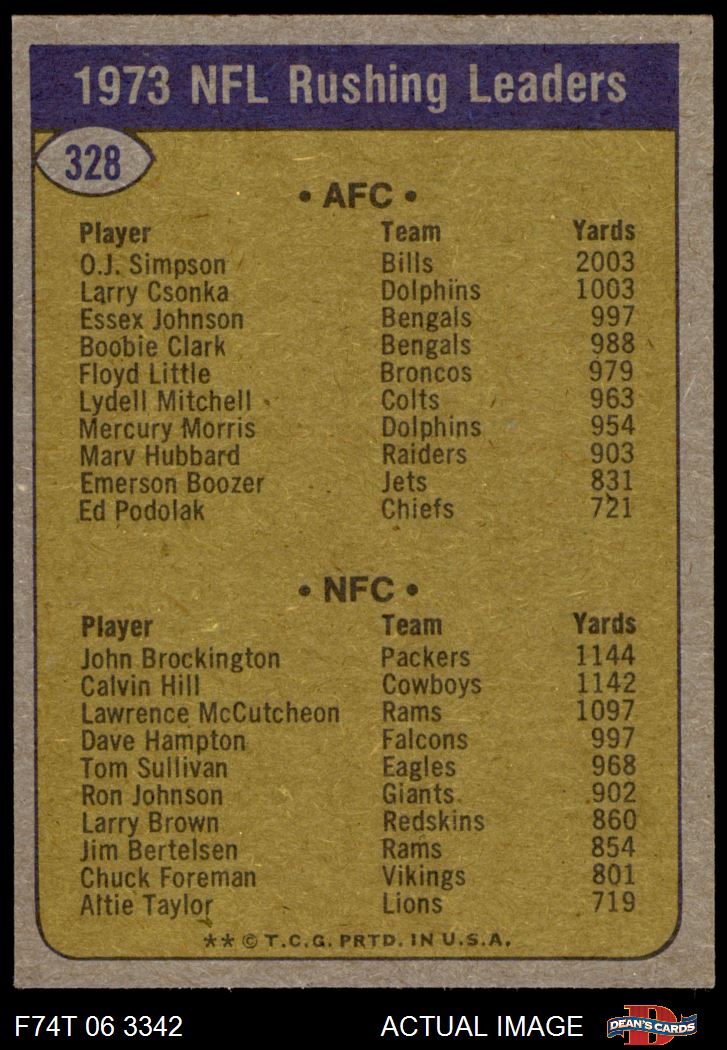 1973 NFL Rushing Leaders
328
• AFC •
Player Team Yards
O.J. Simpson Bills 2003
Larry Csonka Dolphins 1003
Essex Johnson Bengals 997
Boobie Clark Bengals 988
Floyd Little Broncos 979
Lydell Mitchell Colts 963
Mercury Morris Dolphins 954
Marv Hubbard Raiders 903
Emerson Boozer Jets 831
Ed Podolak Chiefs 721
• NFC •
Player Team Yards
John Brockington Packers 1144
Calvin Hill Cowboys 1142
Lawrence McCutcheon Rams 1097
Dave Hampton Falcons 997
Tom Sullivan Eagles 968
Ron Johnson Giants 902
Larry Brown Redskins 860
Jim Bertelsen Rams 854
Chuck Foreman Vikings 801
Altie Taylor Lions 719
** © T.C.G. PRTD. IN U.S.A.
F74T 06 3342 ACTUAL IMAGE D DEAN'S CARDS